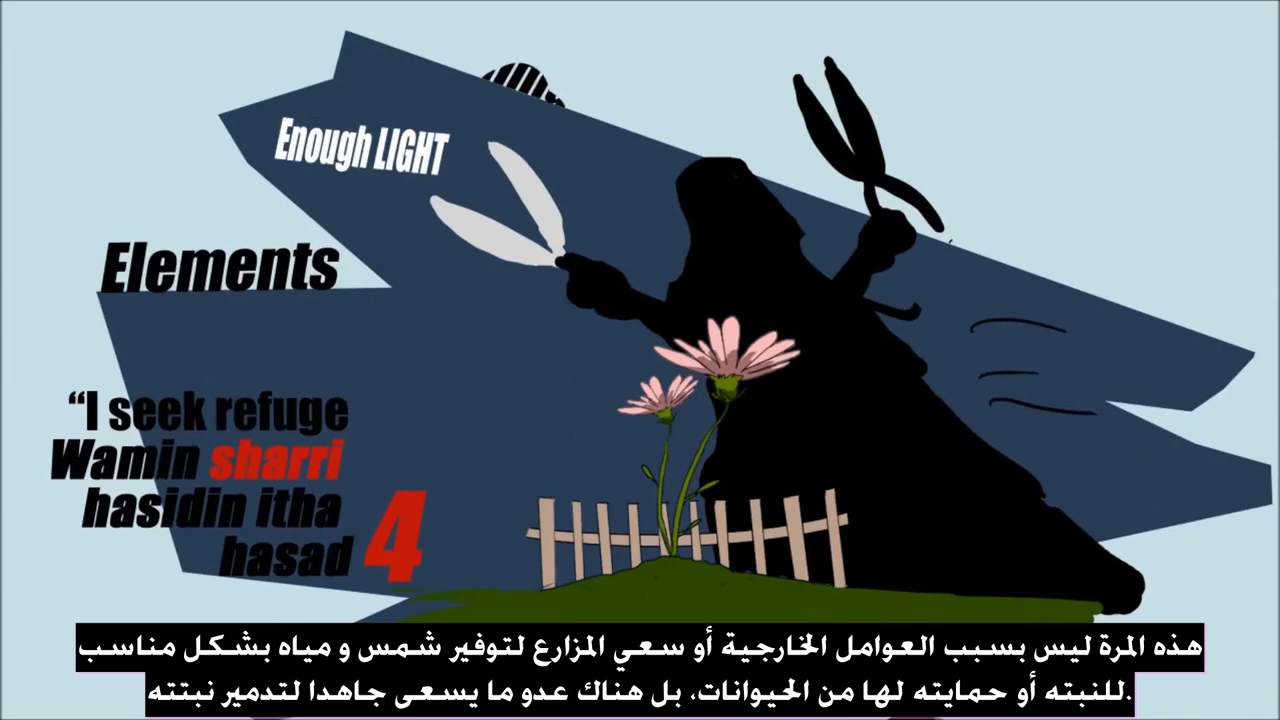 Enough LIGHT
Elements
“I seek refuge
Wamin sharri
hasidin itha
hasad 4
هذه المرة ليس بسبب العوامل الخارجية أو سعي المزارع لتوفير شمس و مياه بشكل مناسب
للنبته أو حمايته لها من الحيوانات، بل هناك عدو ما يسعى جاهدا لتدمير نبتته.